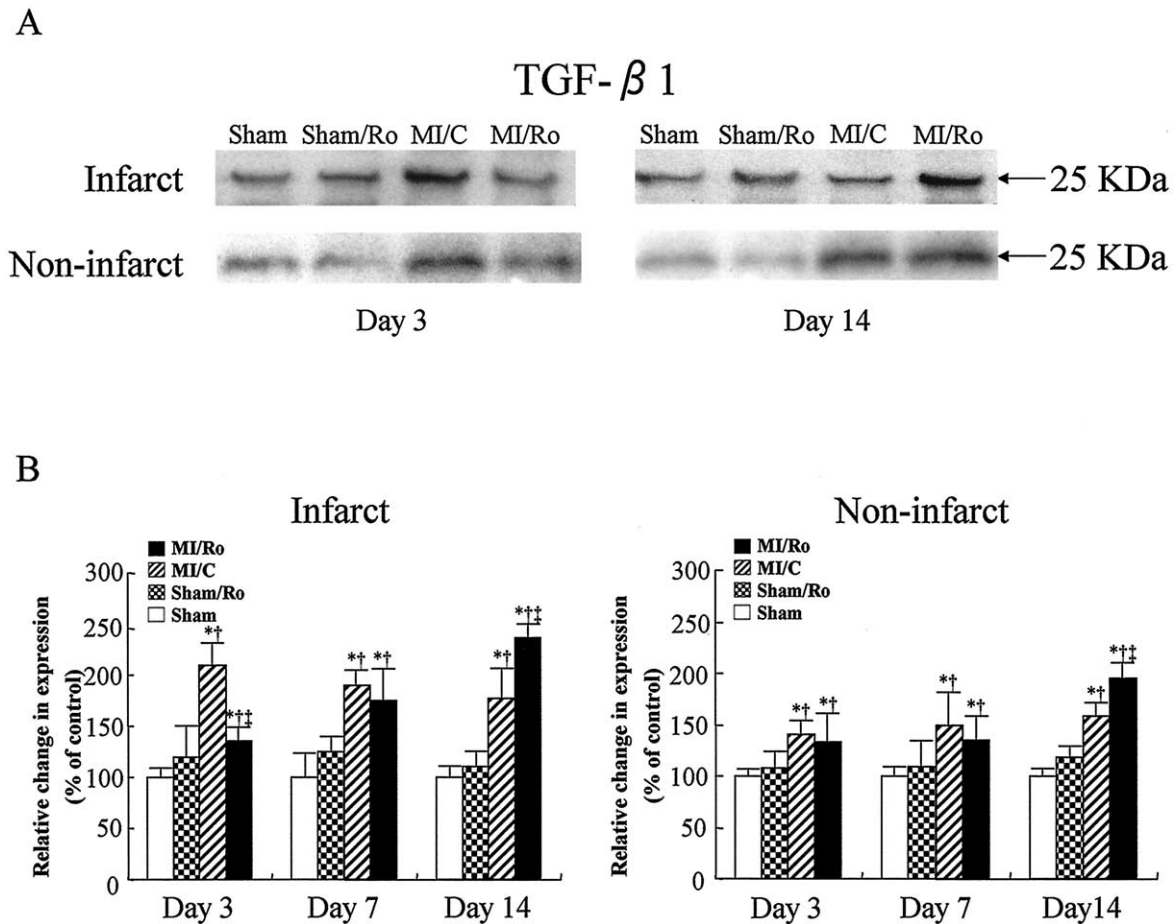 A
TGF-β 1
Sham Sham/Ro MI/C MI/Ro Sham Sham/Ro MI/C MI/Ro
Infarct 25 KDa
Non-infarct 25 KDa
Day 3 Day 14
B
Infarct
MI/Ro
MI/C
Sham/Ro
Sham
Relative change in expression
(% of control)
300
250
200
150
100
50
0
*†
*†‡
*†
*†
*†
*†‡
Day 3 Day 7 Day 14
Non-infarct
MI/Ro
MI/C
Sham/Ro
Sham
Relative change in expression
(% of control)
300
250
200
150
100
50
0
*†
*†
*†
*†
*†
*†‡
Day 3 Day 7 Day14